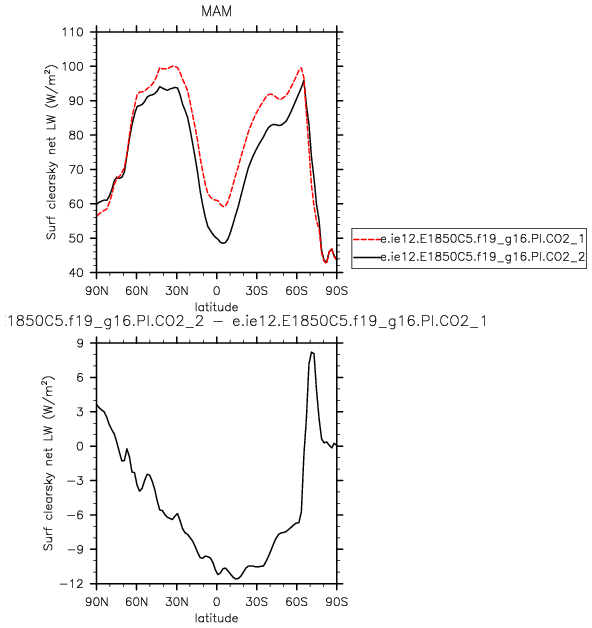 MAM
110
100
90
80
70
60
50
40
Surf clearsky net LW (W/m²)
90N 60N 30N 0 30S 60S 90S
latitude
e.ie12.E1850C5.f19_g16.PI.CO2_1
e.ie12.E1850C5.f19_g16.PI.CO2_2
.1850C5.f19_g16.PI.CO2_2 − e.ie12.E1850C5.f19_g16.PI.CO2_1
9
6
3
0
−3
−6
−9
−12
Surf clearsky net LW (W/m²)
90N 60N 30N 0 30S 60S 90S
latitude